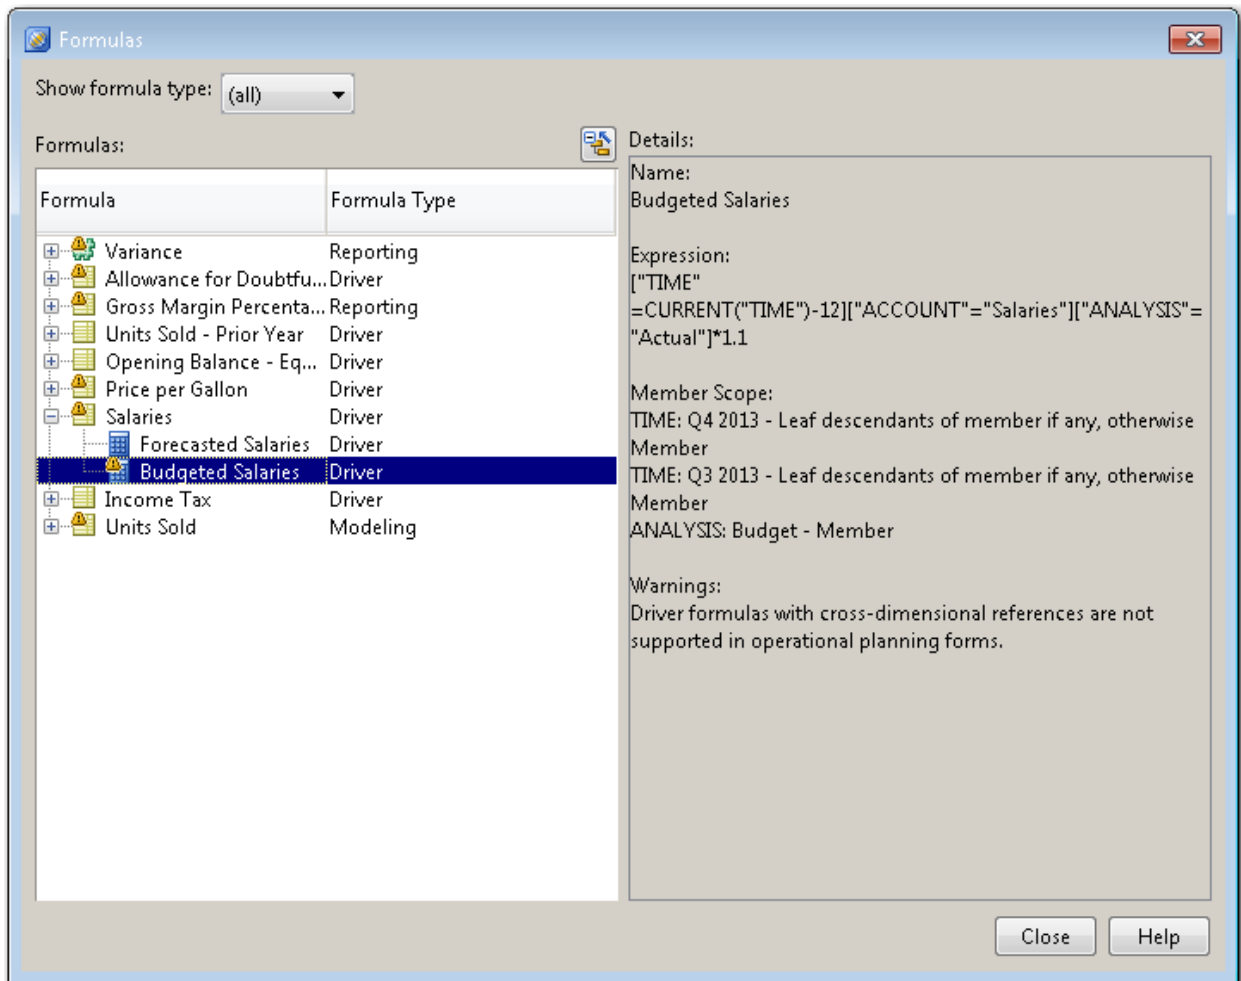 Formulas
Show formula type: (all)
Formulas:
Formula Formula Type
Variance Reporting
Allowance for Doubtfu... Driver
Gross Margin Percenta... Reporting
Units Sold - Prior Year Driver
Opening Balance - Eq... Driver
Price per Gallon Driver
Salaries Driver
Forecasted Salaries Driver
Budgeted Salaries Driver
Income Tax Driver
Units Sold Modeling
Details:
Name:
Budgeted Salaries
Expression:
["TIME"
=CURRENT("TIME")-12]["ACCOUNT"="Salaries"]["ANALYSIS"=
"Actual"]*1.1
Member Scope:
TIME: Q4 2013 - Leaf descendants of member if any, otherwise
Member
TIME: Q3 2013 - Leaf descendants of member if any, otherwise
Member
ANALYSIS: Budget - Member
Warnings:
Driver formulas with cross-dimensional references are not
supported in operational planning forms.
Close Help